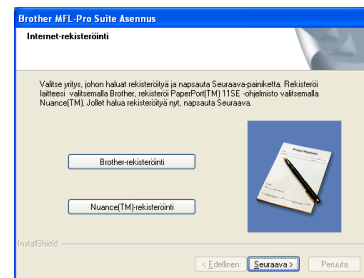 Brother MFL-Pro Suite Asennus
Internet-rekisteröinti
Valitse yritys, johon haluat rekisteröityä ja napsauta Seuraava-painiketta. Rekisteröi
laitteesi valitsemalla Brother, rekisteröi PaperPort(TM) 11SE -ohjelmisto valitsemalla
Nuance(TM). Jollet halua rekisteröityä nyt, napsauta Seuraava.
Brother-rekisteröinti
Nuance(TM)-rekisteröinti
InstallShield
< Edellinen
Seuraava >
Peruuta